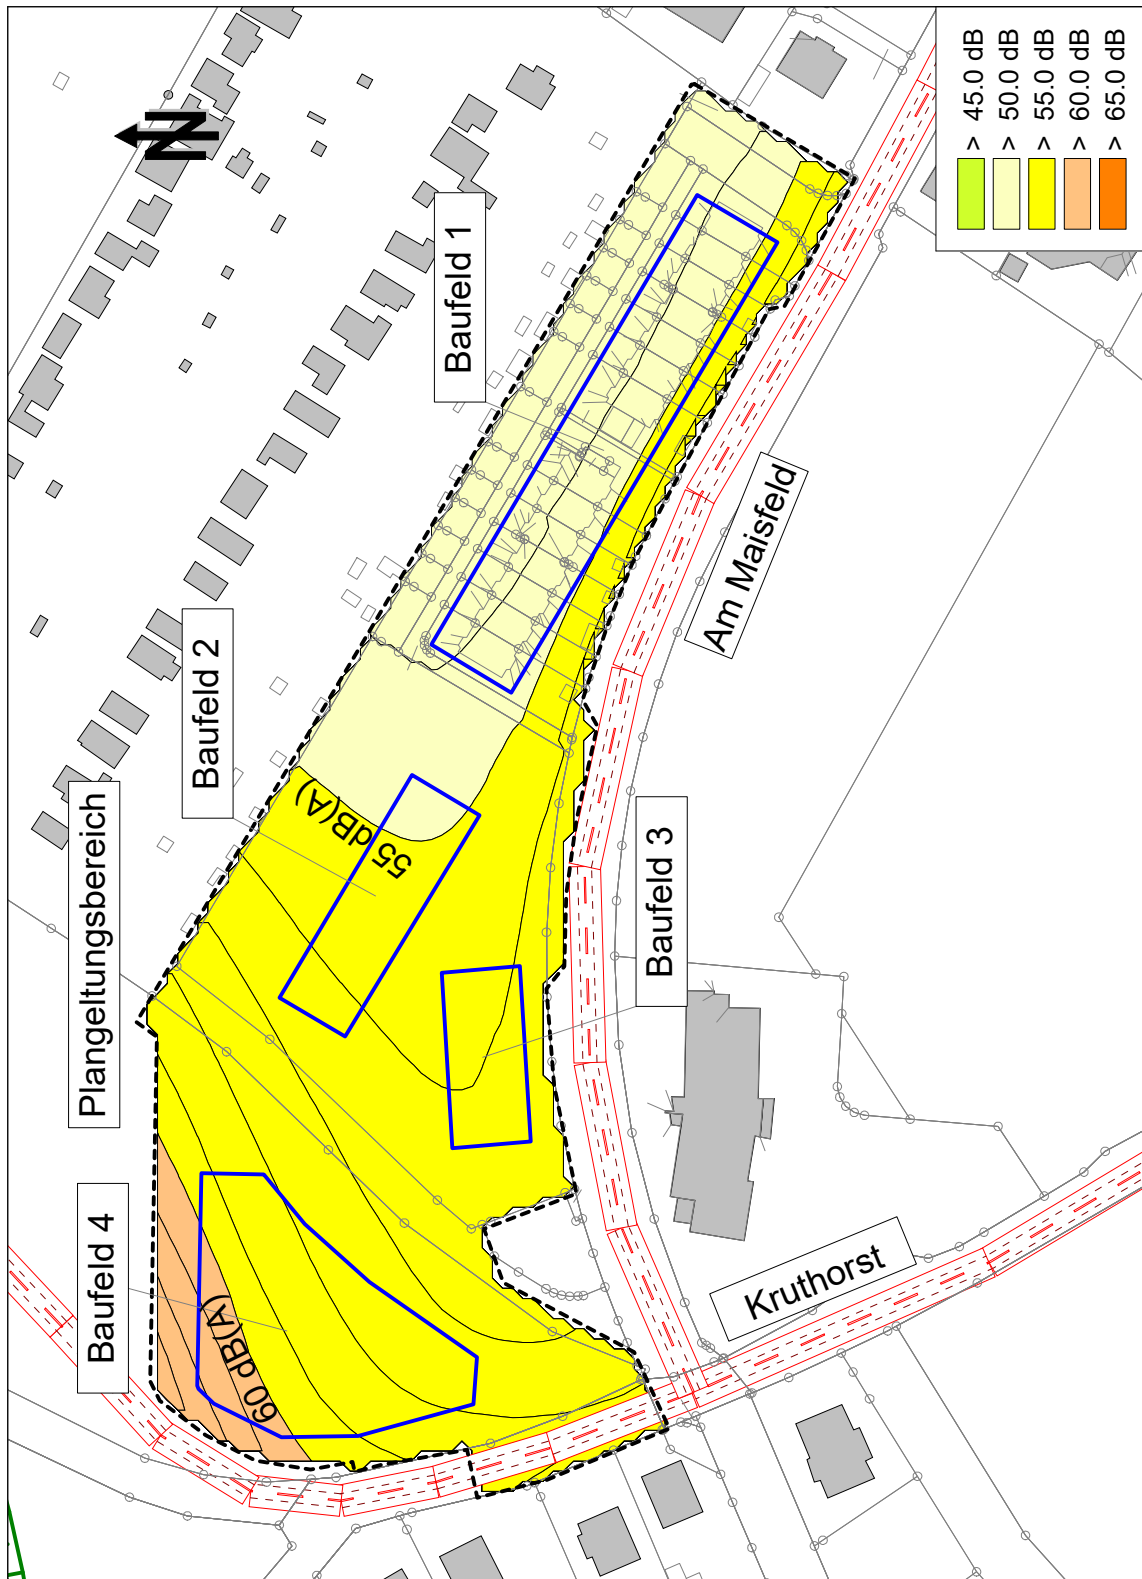 N
Baufeld 1
Baufeld 2
Plangeltungsbereich
Baufeld 4
Baufeld 3
55 dB(A)
60 dB(A)
Am Maisfeld
Kruthorst
> 45.0 dB
> 50.0 dB
> 55.0 dB
> 60.0 dB
> 65.0 dB